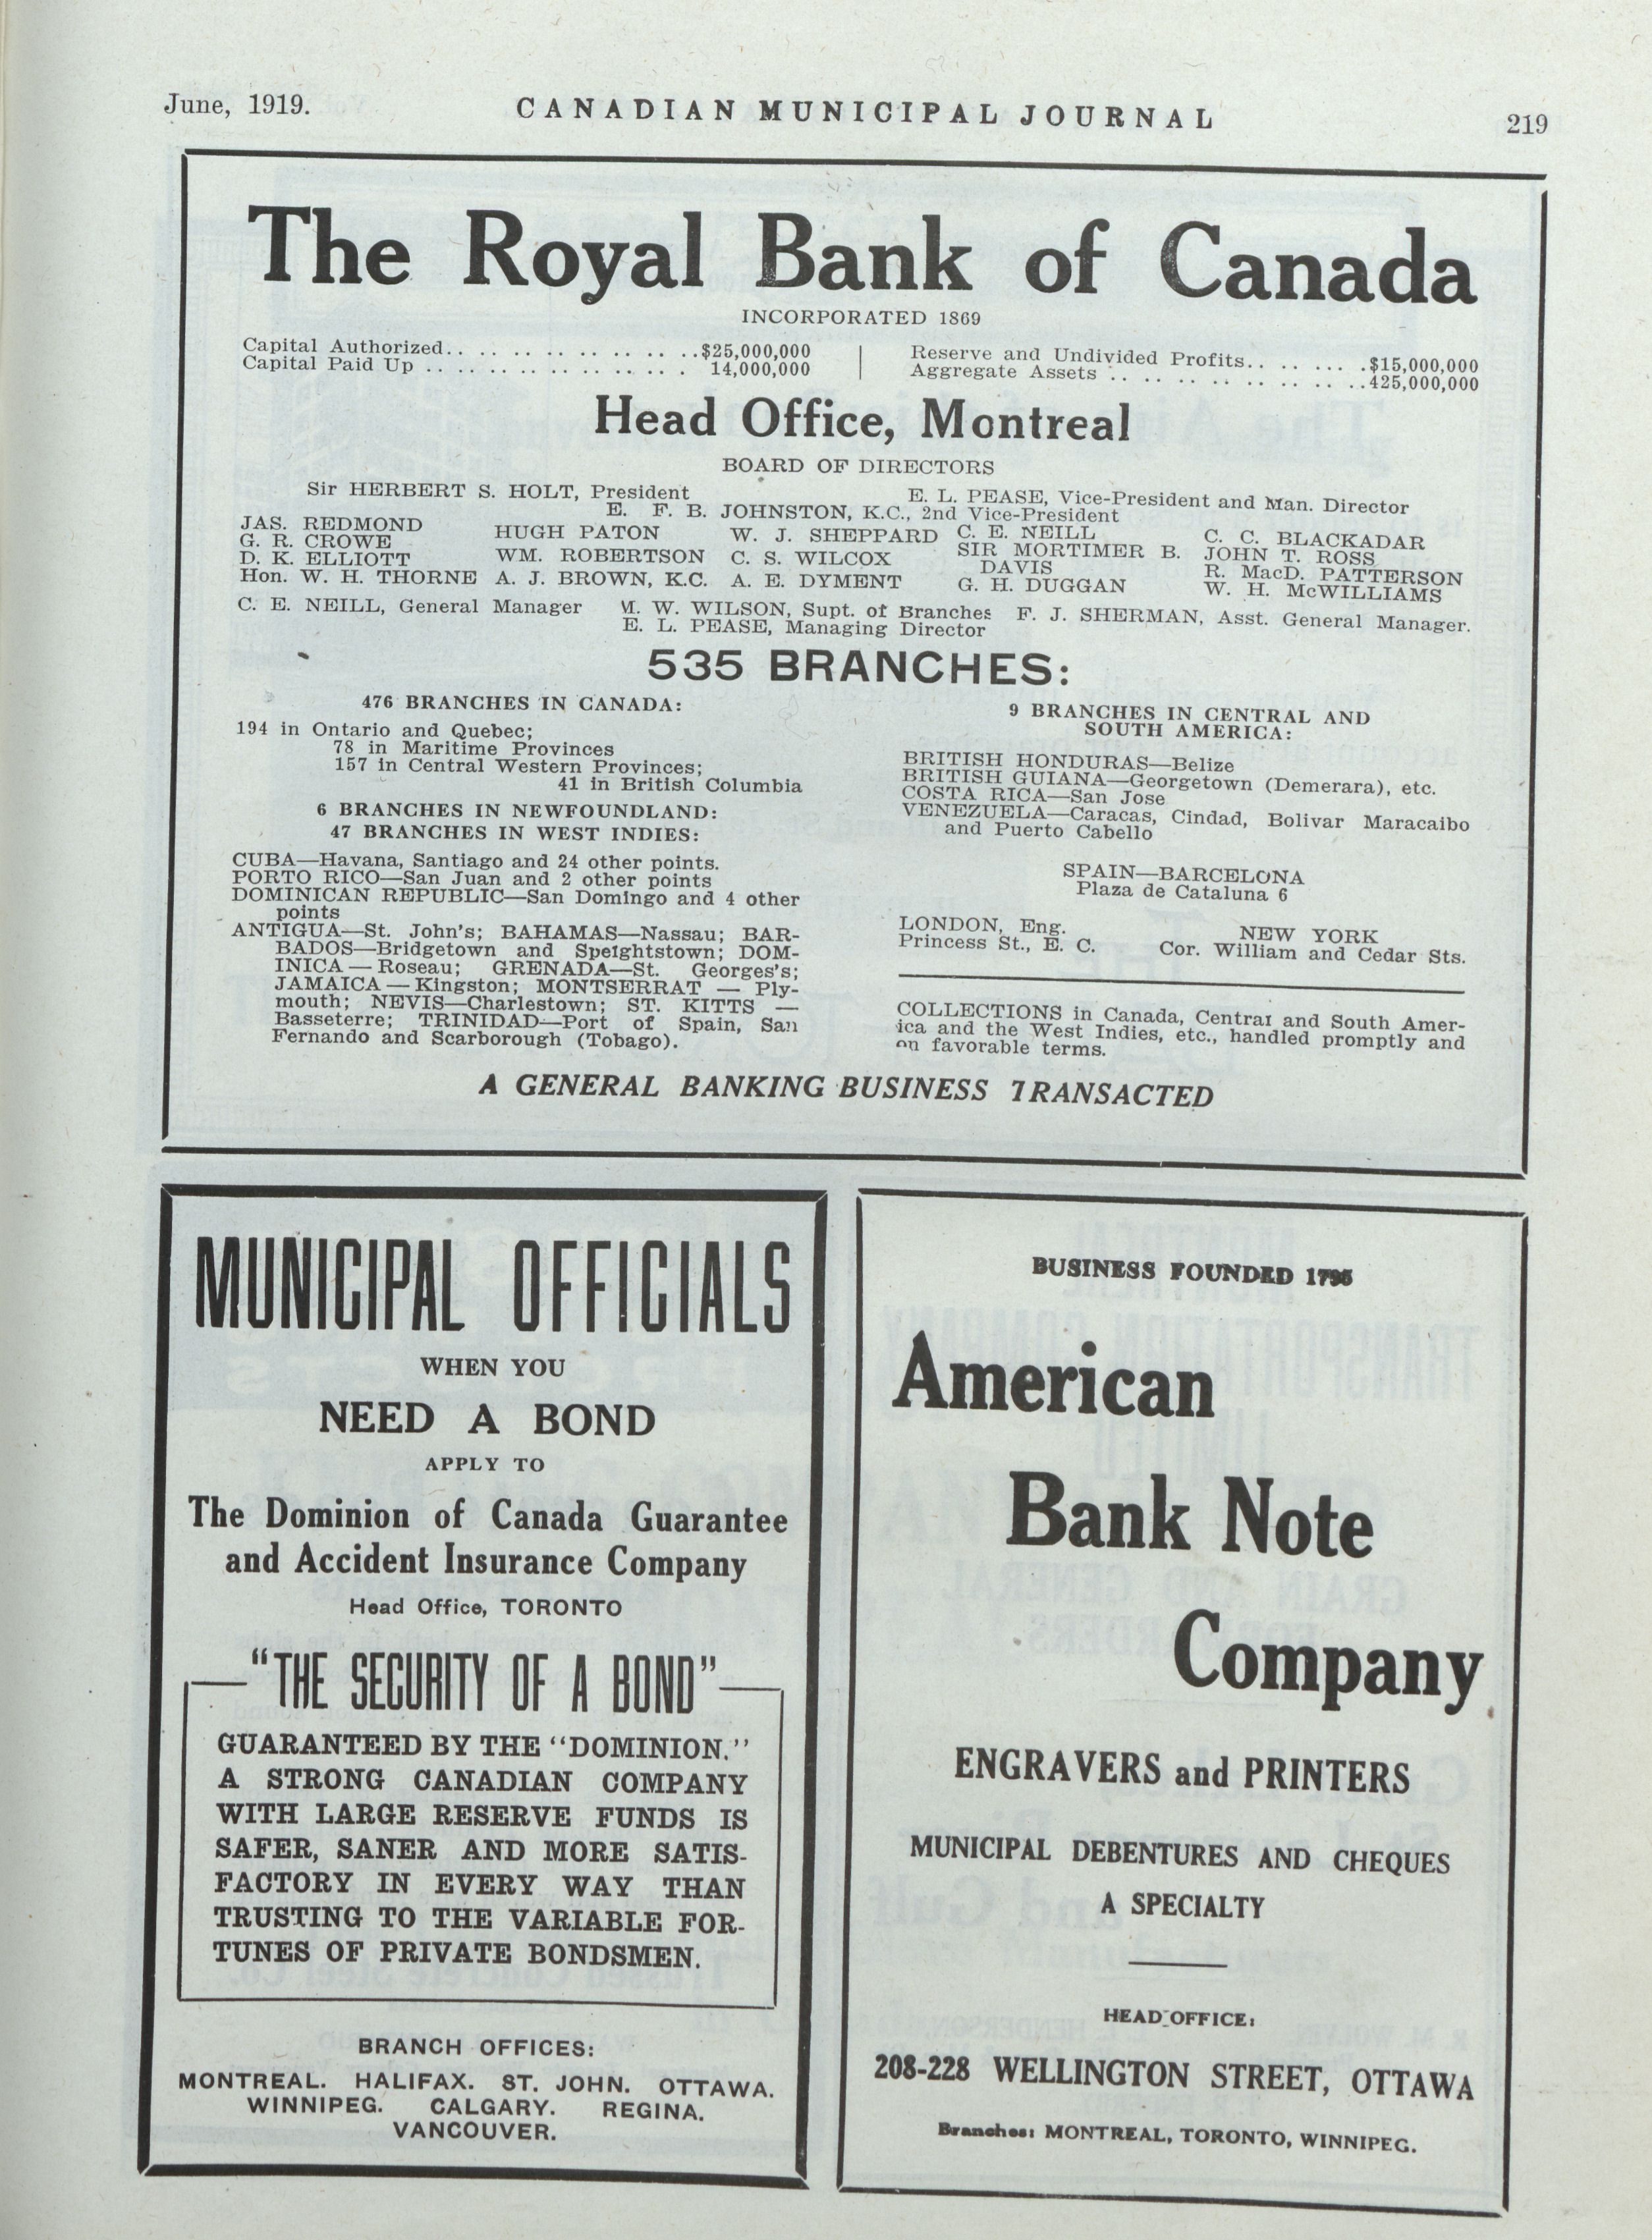 June, 1919.
CANADIAN MUNICIPAL JOURNAL
219
The Royal Bank of Canada
INCORPORATED 1869
Capital Authorized.. .. .. .. .. .. .. .. ..$25,000,000
Capital Paid Up .. .. .. .. .. .. .. .. .. . 14,000,000
Reserve and Undivided Profits.. .. .. .. .$15,000,000
Aggregate Assets .. .. .. .. .. .. .. .. ..425,000,000
Head Office, Montreal
BOARD OF DIRECTORS
Sir HERBERT S. HOLT, President
E. L. PEASE, Vice-President and Man. Director
E. F. B. JOHNSTON, K.C., 2nd Vice-President
JAS. REDMOND
G. R. CROWE
D. K. ELLIOTT
Hon. W. H. THORNE
HUGH PATON
WM. ROBERTSON
A. J. BROWN, K.C.
W. J. SHEPPARD
C. S. WILCOX
A. E. DYMENT
C. E. NEILL
SIR MORTIMER B.
DAVIS
G. H. DUGGAN
C. C. BLACKADAR
JOHN T. ROSS
R. MacD. PATTERSON
W. H. McWILLIAMS
C. E. NEILL, General Manager
M. W. WILSON, Supt. of Branches
F. J. SHERMAN, Asst. General Manager.
E. L. PEASE, Managing Director
535 BRANCHES:
476 BRANCHES IN CANADA:
194 in Ontario and Quebec;
78 in Maritime Provinces
157 in Central Western Provinces;
41 in British Columbia
6 BRANCHES IN NEWFOUNDLAND:
47 BRANCHES IN WEST INDIES:
CUBA—Havana, Santiago and 24 other points.
PORTO RICO—San Juan and 2 other points
DOMINICAN REPUBLIC—San Domingo and 4 other
points
ANTIGUA—St. John's; BAHAMAS—Nassau; BAR-
BADOS—Bridgetown and Speightstown; DOM-
INICA — Roseau; GRENADA—St. Georges's;
JAMAICA — Kingston; MONTSERRAT — Ply-
mouth; NEVIS—Charlestown; ST. KITTS —
Basseterre; TRINIDAD—Port of Spain, San
Fernando and Scarborough (Tobago).
9 BRANCHES IN CENTRAL AND
SOUTH AMERICA:
BRITISH HONDURAS—Belize
BRITISH GUIANA—Georgetown (Demerara), etc.
COSTA RICA—San Jose
VENEZUELA—Caracas, Cindad, Bolivar Maracaibo
and Puerto Cabello
SPAIN—BARCELONA
Plaza de Cataluna 6
LONDON, Eng.
Princess St., E. C.
NEW YORK
Cor. William and Cedar Sts.
COLLECTIONS in Canada, Central and South Amer-
ica and the West Indies, etc., handled promptly and
on favorable terms.
A GENERAL BANKING BUSINESS TRANSACTED
MUNICIPAL OFFICIALS
WHEN YOU
NEED A BOND
APPLY TO
The Dominion of Canada Guarantee
and Accident Insurance Company
Head Office, TORONTO
"THE SECURITY OF A BOND"
GUARANTEED BY THE "DOMINION."
A STRONG CANADIAN COMPANY
WITH LARGE RESERVE FUNDS IS
SAFER, SANER AND MORE SATIS-
FACTORY IN EVERY WAY THAN
TRUSTING TO THE VARIABLE FOR-
TUNES OF PRIVATE BONDSMEN.
BRANCH OFFICES:
MONTREAL. HALIFAX. ST. JOHN. OTTAWA.
WINNIPEG. CALGARY. REGINA.
VANCOUVER.
BUSINESS FOUNDED 1795
American
Bank Note
Company
ENGRAVERS and PRINTERS
MUNICIPAL DEBENTURES AND CHEQUES
A SPECIALTY
HEAD OFFICE:
208-228 WELLINGTON STREET, OTTAWA
Branches: MONTREAL, TORONTO, WINNIPEG.